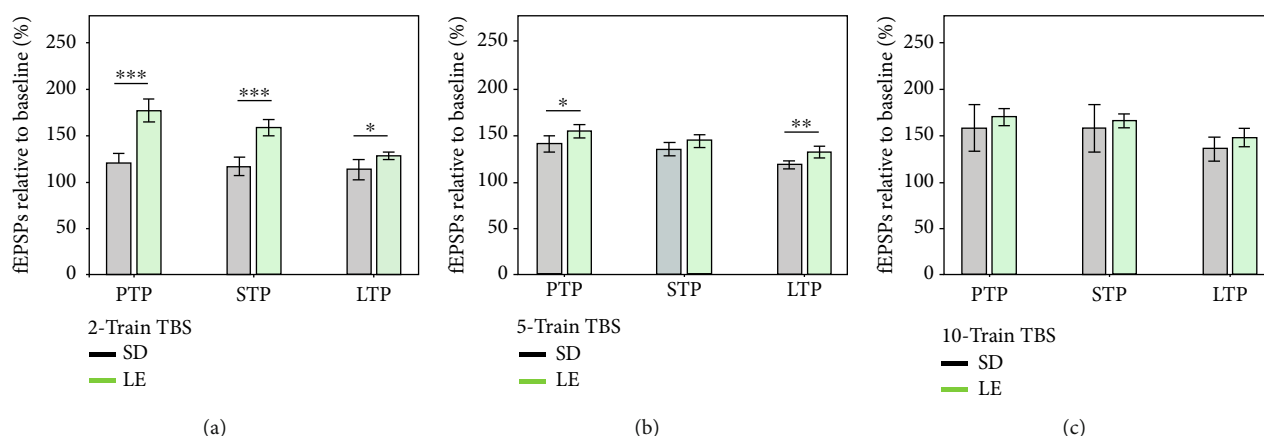 fEPSPs relative to baseline (%)
250
200
150
100
50
0
***
***
*
PTP
STP
LTP
2-Train TBS
SD
LE
(a)
fEPSPs relative to baseline (%)
250
200
150
100
50
0
*
**
PTP
STP
LTP
5-Train TBS
SD
LE
(b)
fEPSPs relative to baseline (%)
250
200
150
100
50
0
PTP
STP
LTP
10-Train TBS
SD
LE
(c)